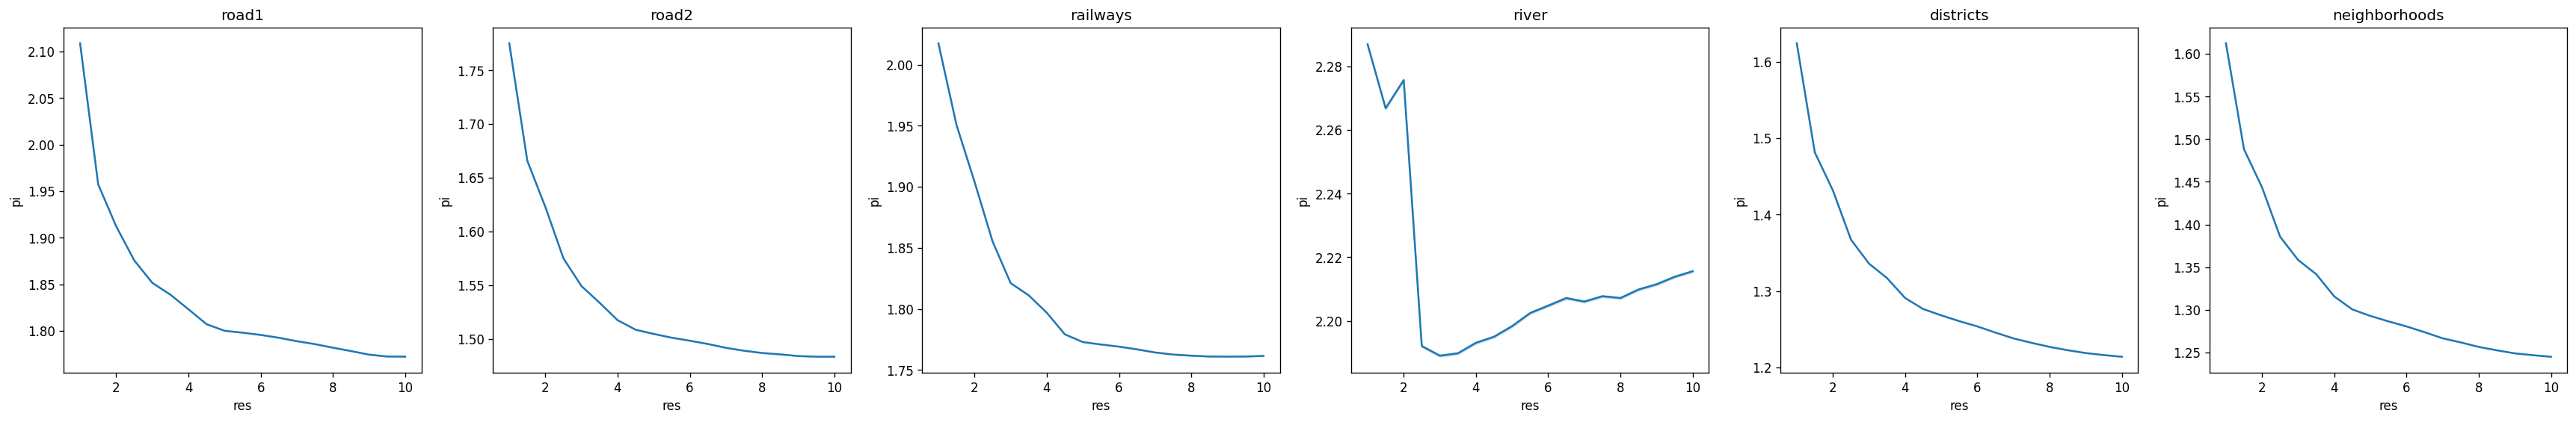 road1
2.10
2.05
2.00
1.95
1.90
1.85
1.80
pi
2 4 6 8 10
res
road2
1.75
1.70
1.65
1.60
1.55
1.50
pi
2 4 6 8 10
res
railways
2.00
1.95
1.90
1.85
1.80
1.75
pi
2 4 6 8 10
res
river
2.28
2.26
2.24
2.22
2.20
pi
2 4 6 8 10
res
districts
1.6
1.5
1.4
1.3
1.2
pi
2 4 6 8 10
res
neighborhoods
1.60
1.55
1.50
1.45
1.40
1.35
1.30
1.25
pi
2 4 6 8 10
res